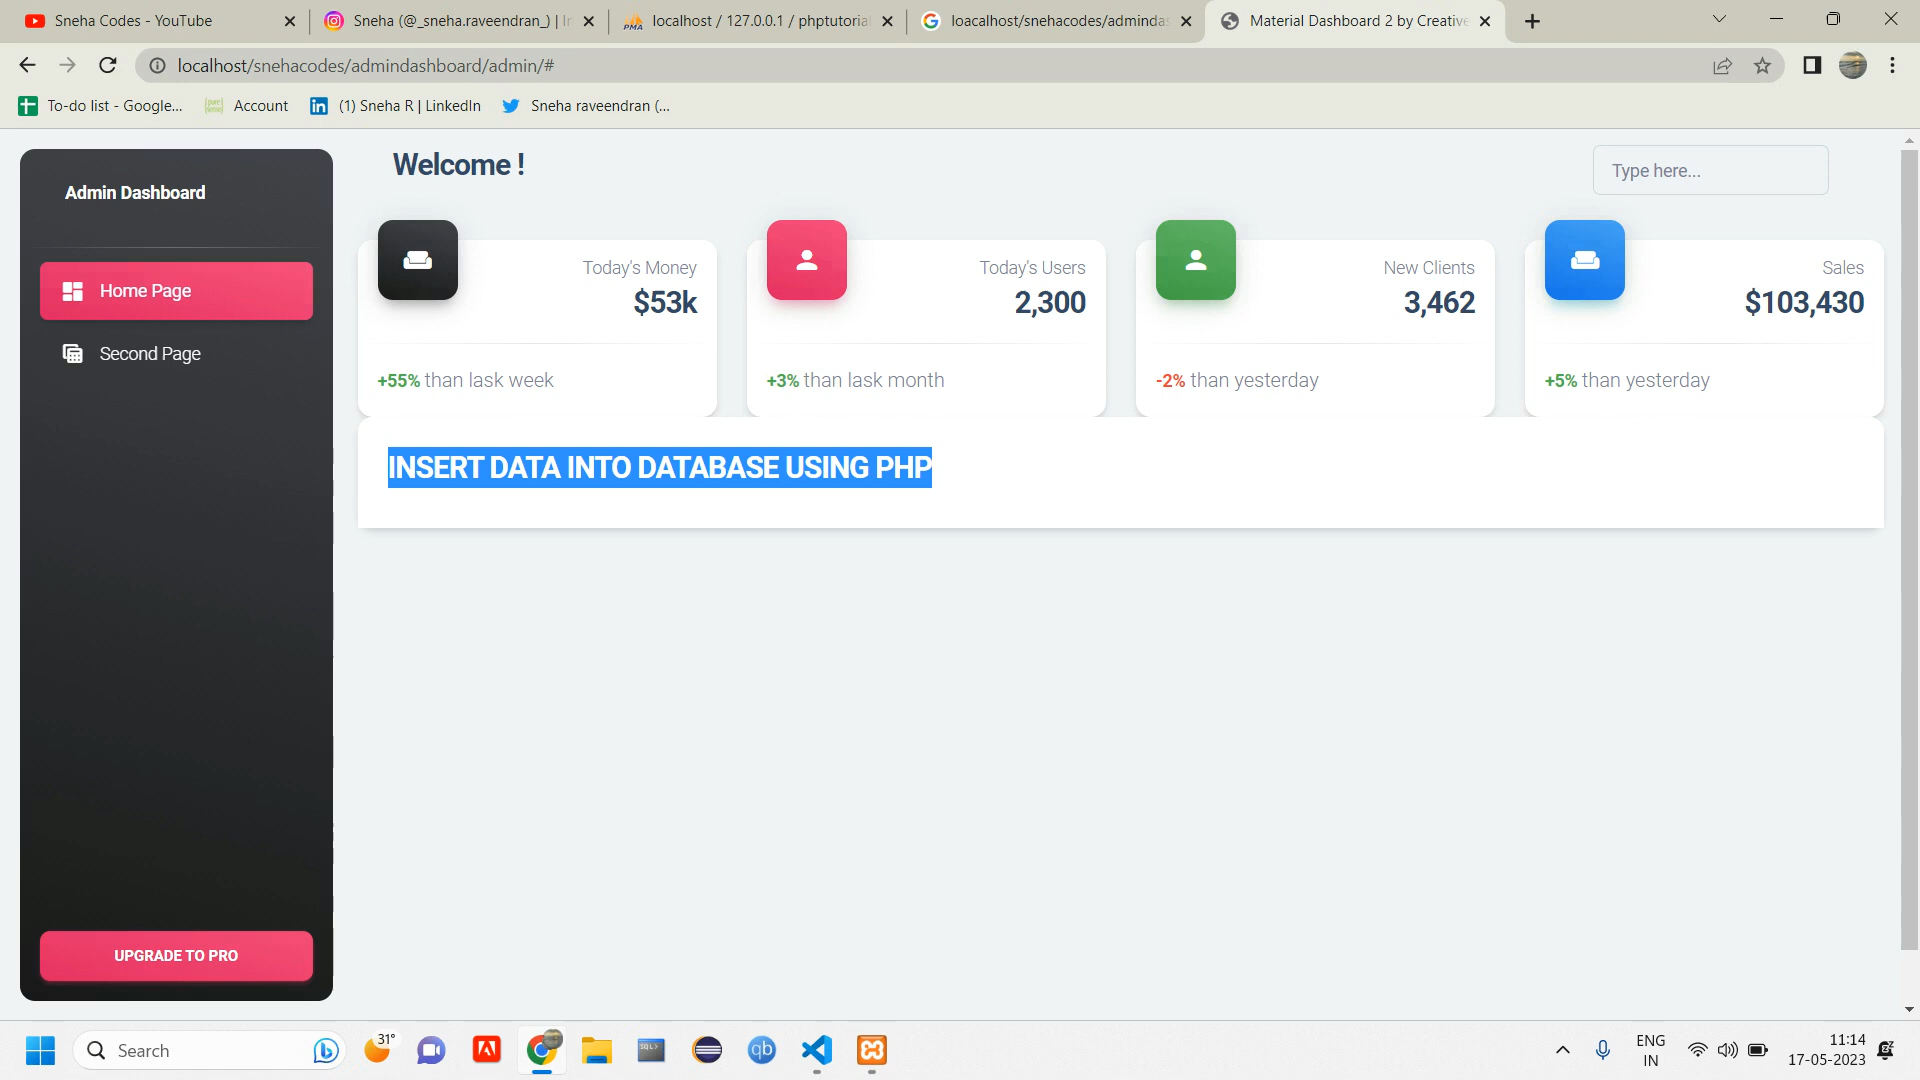 Sneha Codes - YouTube
Sneha (@_sneha.raveendran_) | In
localhost / 127.0.0.1 / phptutorial
loacalhost/snehacodes/admindas
Material Dashboard 2 by Creative
localhost/snehacodes/admindashboard/admin/#
To-do list - Google...
Account
(1) Sneha R | LinkedIn
Sneha raveendran (...
Admin Dashboard
Home Page
Second Page
UPGRADE TO PRO
Welcome !
Type here...
Today's Money
$53k
+55% than lask week
Today's Users
2,300
+3% than lask month
New Clients
3,462
-2% than yesterday
Sales
$103,430
+5% than yesterday
INSERT DATA INTO DATABASE USING PHP
Search
31°
SQL>
qb
ENG
IN
11:14
17-05-2023